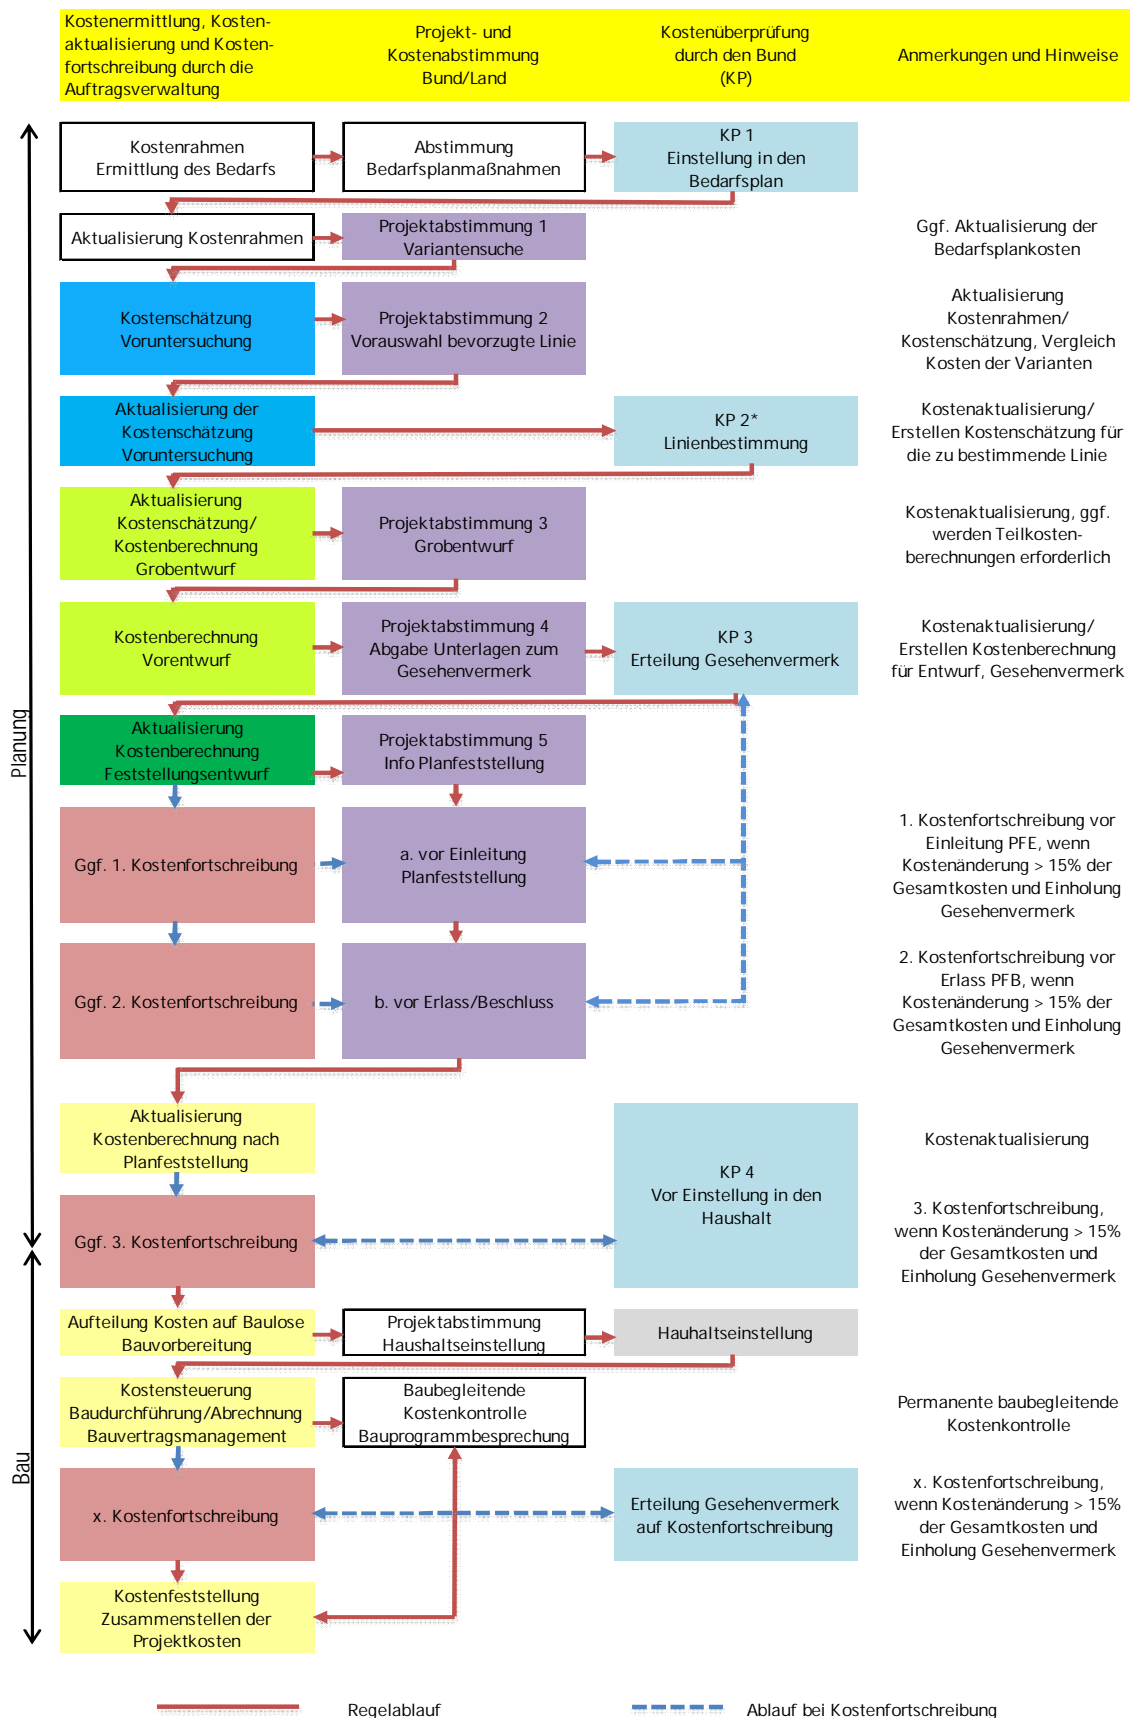 Kostenermittlung, Kosten-
aktualisierung und Kosten-
fortschreibung durch die
Auftragsverwaltung
Projekt- und
Kostenabstimmung
Bund/Land
Kostenüberprüfung
durch den Bund
(KP)
Anmerkungen und Hinweise
Planung
Kostenrahmen
Ermittlung des Bedarfs
Abstimmung
Bedarfsplanmaßnahmen
KP 1
Einstellung in den
Bedarfsplan
Aktualisierung Kostenrahmen
Projektabstimmung 1
Variantensuche
Ggf. Aktualisierung der
Bedarfsplankosten
Kostenschätzung
Voruntersuchung
Projektabstimmung 2
Vorauswahl bevorzugte Linie
Aktualisierung
Kostenrahmen/
Kostenschätzung, Vergleich
Kosten der Varianten
Aktualisierung der
Kostenschätzung
Voruntersuchung
KP 2*
Linienbestimmung
Kostenaktualisierung/
Erstellen Kostenschätzung für
die zu bestimmende Linie
Aktualisierung
Kostenschätzung/
Kostenberechnung
Grobentwurf
Projektabstimmung 3
Grobentwurf
Kostenaktualisierung, ggf.
werden Teilkosten-
berechnungen erforderlich
Kostenberechnung
Vorentwurf
Projektabstimmung 4
Abgabe Unterlagen zum
Gesehenvermerk
KP 3
Erteilung Gesehenvermerk
Kostenaktualisierung/
Erstellen Kostenberechnung
für Entwurf, Gesehenvermerk
Aktualisierung
Kostenberechnung
Feststellungsentwurf
Projektabstimmung 5
Info Planfeststellung
Ggf. 1. Kostenfortschreibung
a. vor Einleitung
Planfeststellung
1. Kostenfortschreibung vor
Einleitung PFE, wenn
Kostenänderung > 15% der
Gesamtkosten und Einholung
Gesehenvermerk
Ggf. 2. Kostenfortschreibung
b. vor Erlass/Beschluss
2. Kostenfortschreibung vor
Erlass PFB, wenn
Kostenänderung > 15% der
Gesamtkosten und Einholung
Gesehenvermerk
Aktualisierung
Kostenberechnung nach
Planfeststellung
KP 4
Vor Einstellung in den
Haushalt
Kostenaktualisierung
Ggf. 3. Kostenfortschreibung
3. Kostenfortschreibung,
wenn Kostenänderung > 15%
der Gesamtkosten und
Einholung Gesehenvermerk
Bau
Aufteilung Kosten auf Baulose
Bauvorbereitung
Projektabstimmung
Haushaltseinstellung
Hauhaltseinstellung
Kostensteuerung
Baudurchführung/Abrechnung
Bauvertragsmanagement
Baubegleitende
Kostenkontrolle
Bauprogrammbesprechung
Permanente baubegleitende
Kostenkontrolle
x. Kostenfortschreibung
Erteilung Gesehenvermerk
auf Kostenfortschreibung
x. Kostenfortschreibung,
wenn Kostenänderung > 15%
der Gesamtkosten und
Einholung Gesehenvermerk
Kostenfeststellung
Zusammenstellen der
Projektkosten
Regelablauf
Ablauf bei Kostenfortschreibung